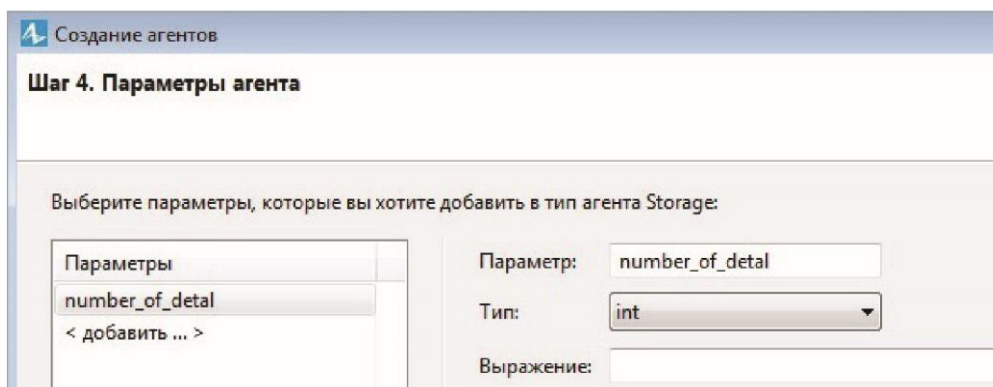 Создание агентов
Шаг 4. Параметры агента
Выберите параметры, которые вы хотите добавить в тип агента Storage:
Параметры
number_of_detal
< добавить ... >
Параметр: number_of_detal
Тип: int
Выражение: